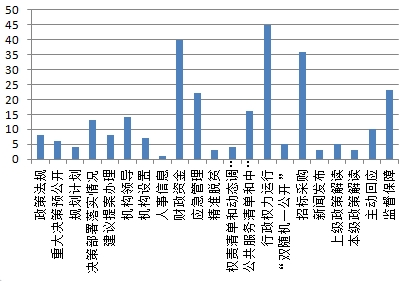 50
45
40
35
30
25
20
15
10
5
0
政策法规
重大决策预公开
规划计划
决策部署落实情况
建议提案办理
机构领导
机构设置
人事信息
财政资金
应急管理
精准脱贫
权责清单和动态调…
公共服务清单和中…
行政权力运行
“双随机一公开”
招标采购
新闻发布
上级政策解读
本级政策解读
主动回应
监督保障